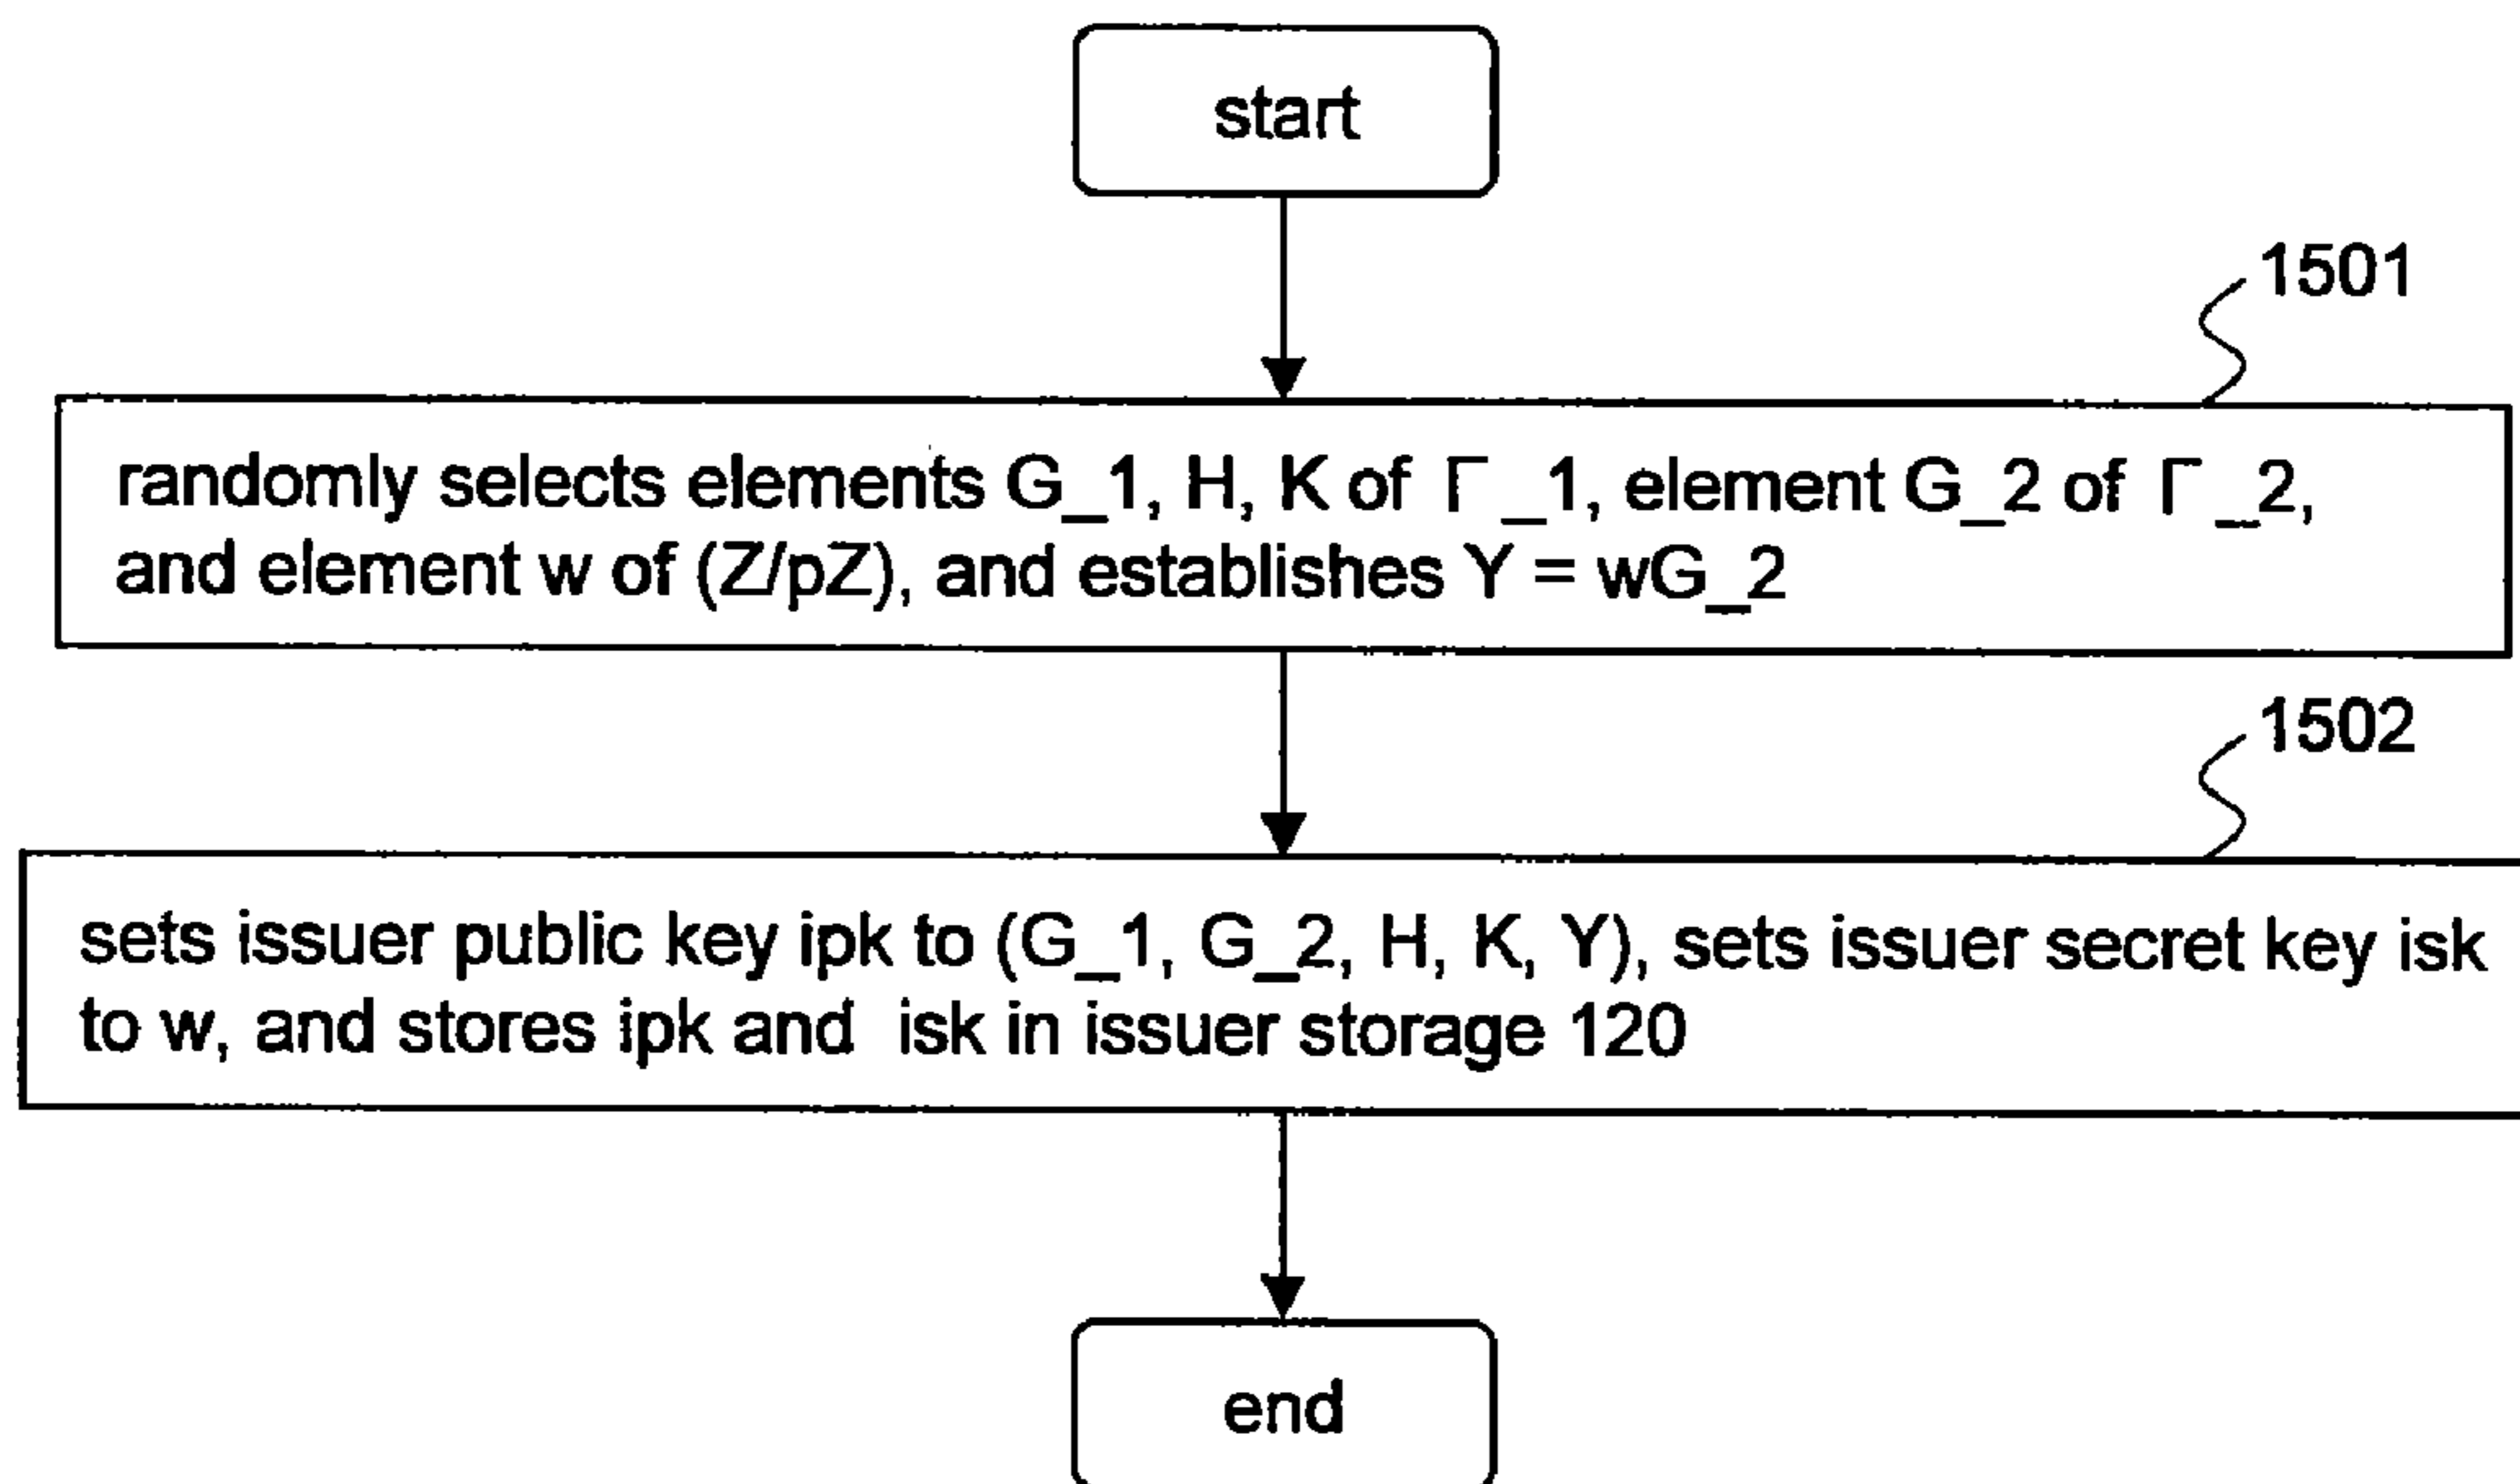 start
1501
randomly selects elements G_1, H, K of Γ_1, element G_2 of Γ_2,
and element w of (Z/pZ), and establishes Y = wG_2
1502
sets issuer public key ipk to (G_1, G_2, H, K, Y), sets issuer secret key isk
to w, and stores ipk and isk in issuer storage 120
end